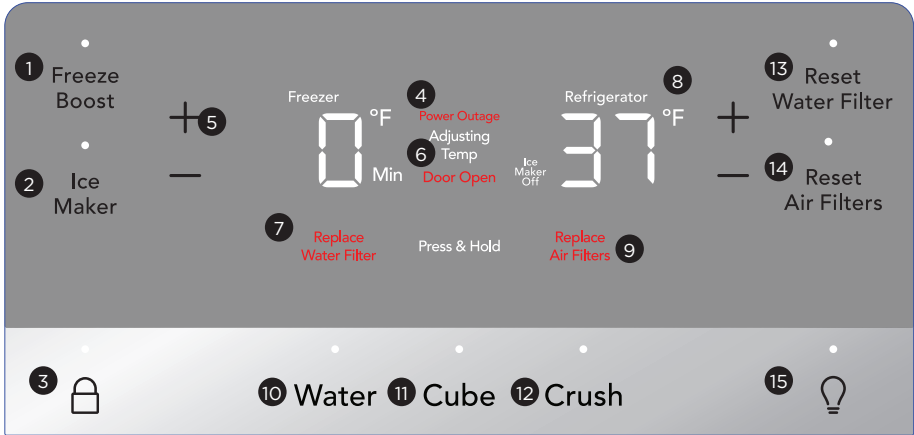 1 Freeze
Boost
2 Ice
Maker
3
+ 5
−
Freezer
0 °F
Min
4
Power Outage
Adjusting
6 Temp
Door Open
Ice
Maker
Off
Refrigerator
8
37 °F
7 Replace
Water Filter
Press & Hold
Replace
Air Filters 9
+
−
13 Reset
Water Filter
14 Reset
Air Filters
10 Water 11 Cube 12 Crush
15